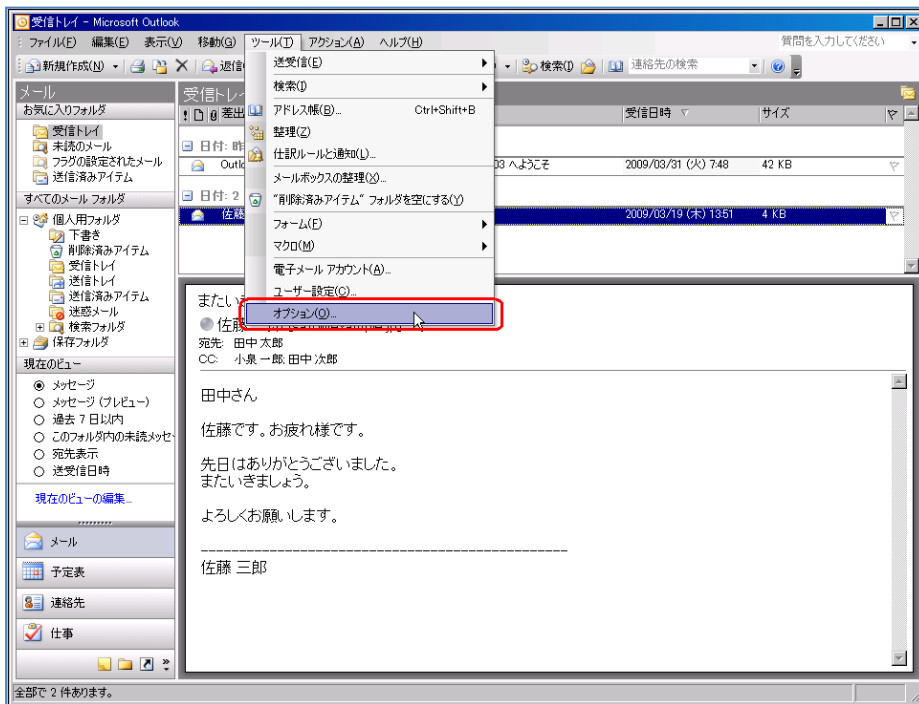 受信トレイ - Microsoft Outlook
ファイル(F) 編集(E) 表示(V) 移動(G) ツール(T) アクション(A) ヘルプ(H) 質問を入力してください
新規作成(N) 返信 検索(I) 連絡先の検索
メール
お気に入りフォルダ
受信トレイ
未読のメール
フラグの設定されたメール
送信済みアイテム
すべてのメール フォルダ
個人用フォルダ
下書き
削除済みアイテム
受信トレイ
送信トレイ
送信済みアイテム
迷惑メール
検索フォルダ
保存フォルダ
現在のビュー
メッセージ
メッセージ (プレビュー)
過去 7 日以内
このフォルダ内の未読メッセ
宛先表示
送受信日時
現在のビューの編集...
メール
予定表
連絡先
仕事
全部で 2 件あります。
送受信(E)
検索(I)
アドレス帳(B)... Ctrl+Shift+B
整理(Z)
仕訳ルールと通知(L)...
メールボックスの整理(X)...
"削除済みアイテム" フォルダを空にする(Y)
フォーム(F)
マクロ(M)
電子メール アカウント(A)...
ユーザー設定(C)...
オプション(O)...
受信トレ
差出 受信日時 サイズ
日付: 昨
Outlo 03 へようこそ 2009/03/31 (火) 7:48 42 KB
日付: 2
佐藤 2009/03/19 (木) 13:51 4 KB
またい
佐藤
宛先: 田中 太郎
CC: 小泉 一郎; 田中 次郎
田中さん
佐藤です。お疲れ様です。
先日はありがとうございました。
またいきましょう。
よろしくお願いします。
------------------------------------------------
佐藤 三郎